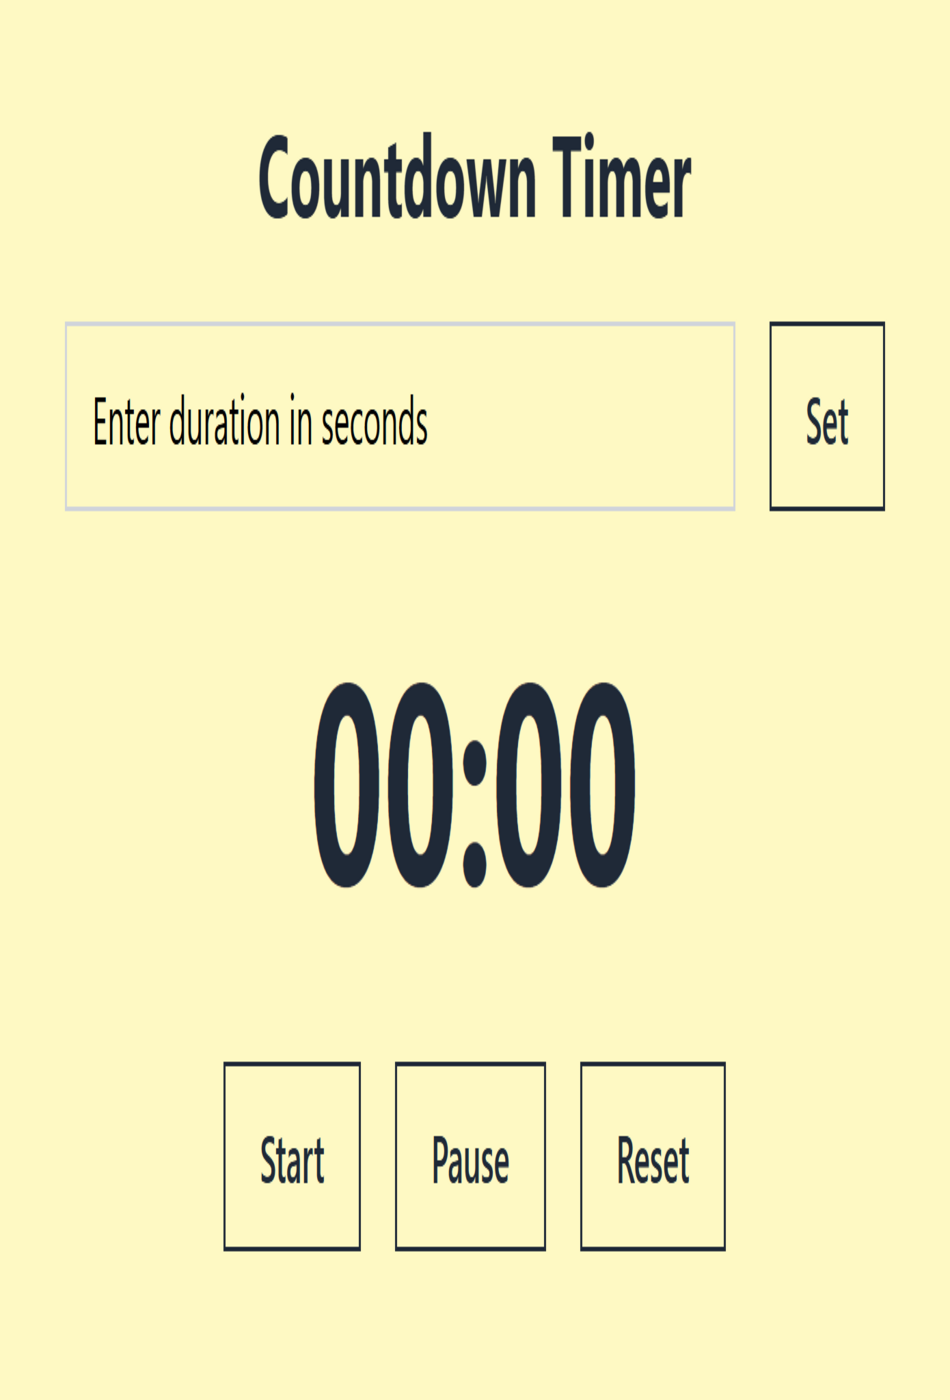 Countdown Timer
Enter duration in seconds
Set
00:00
Start
Pause
Reset